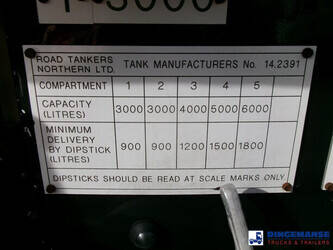 ROAD TANKERS NORTHERN LTD. TANK MANUFACTURERS No. 14.2391
COMPARTMENT 1 2 3 4 5
CAPACITY (LITRES) 3000 3000 4000 5000 6000
MINIMUM DELIVERY BY DIPSTICK (LITRES) 900 900 1200 1500 1800
DIPSTICKS SHOULD BE READ AT SCALE MARKS ONLY
DINGEMANSE
TRUCKS & TRAILERS